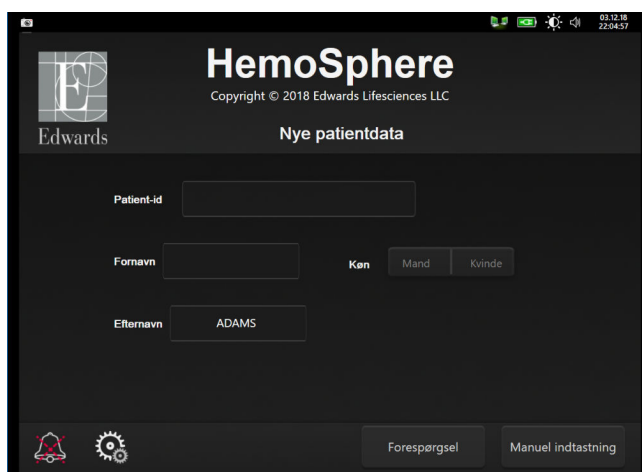 03.12.18
22:04:57
HemoSphere
Copyright © 2018 Edwards Lifesciences LLC
Edwards
Nye patientdata
Patient-id
Fornavn
Køn
Mand
Kvinde
Efternavn
ADAMS
Forespørgsel
Manuel indtastning